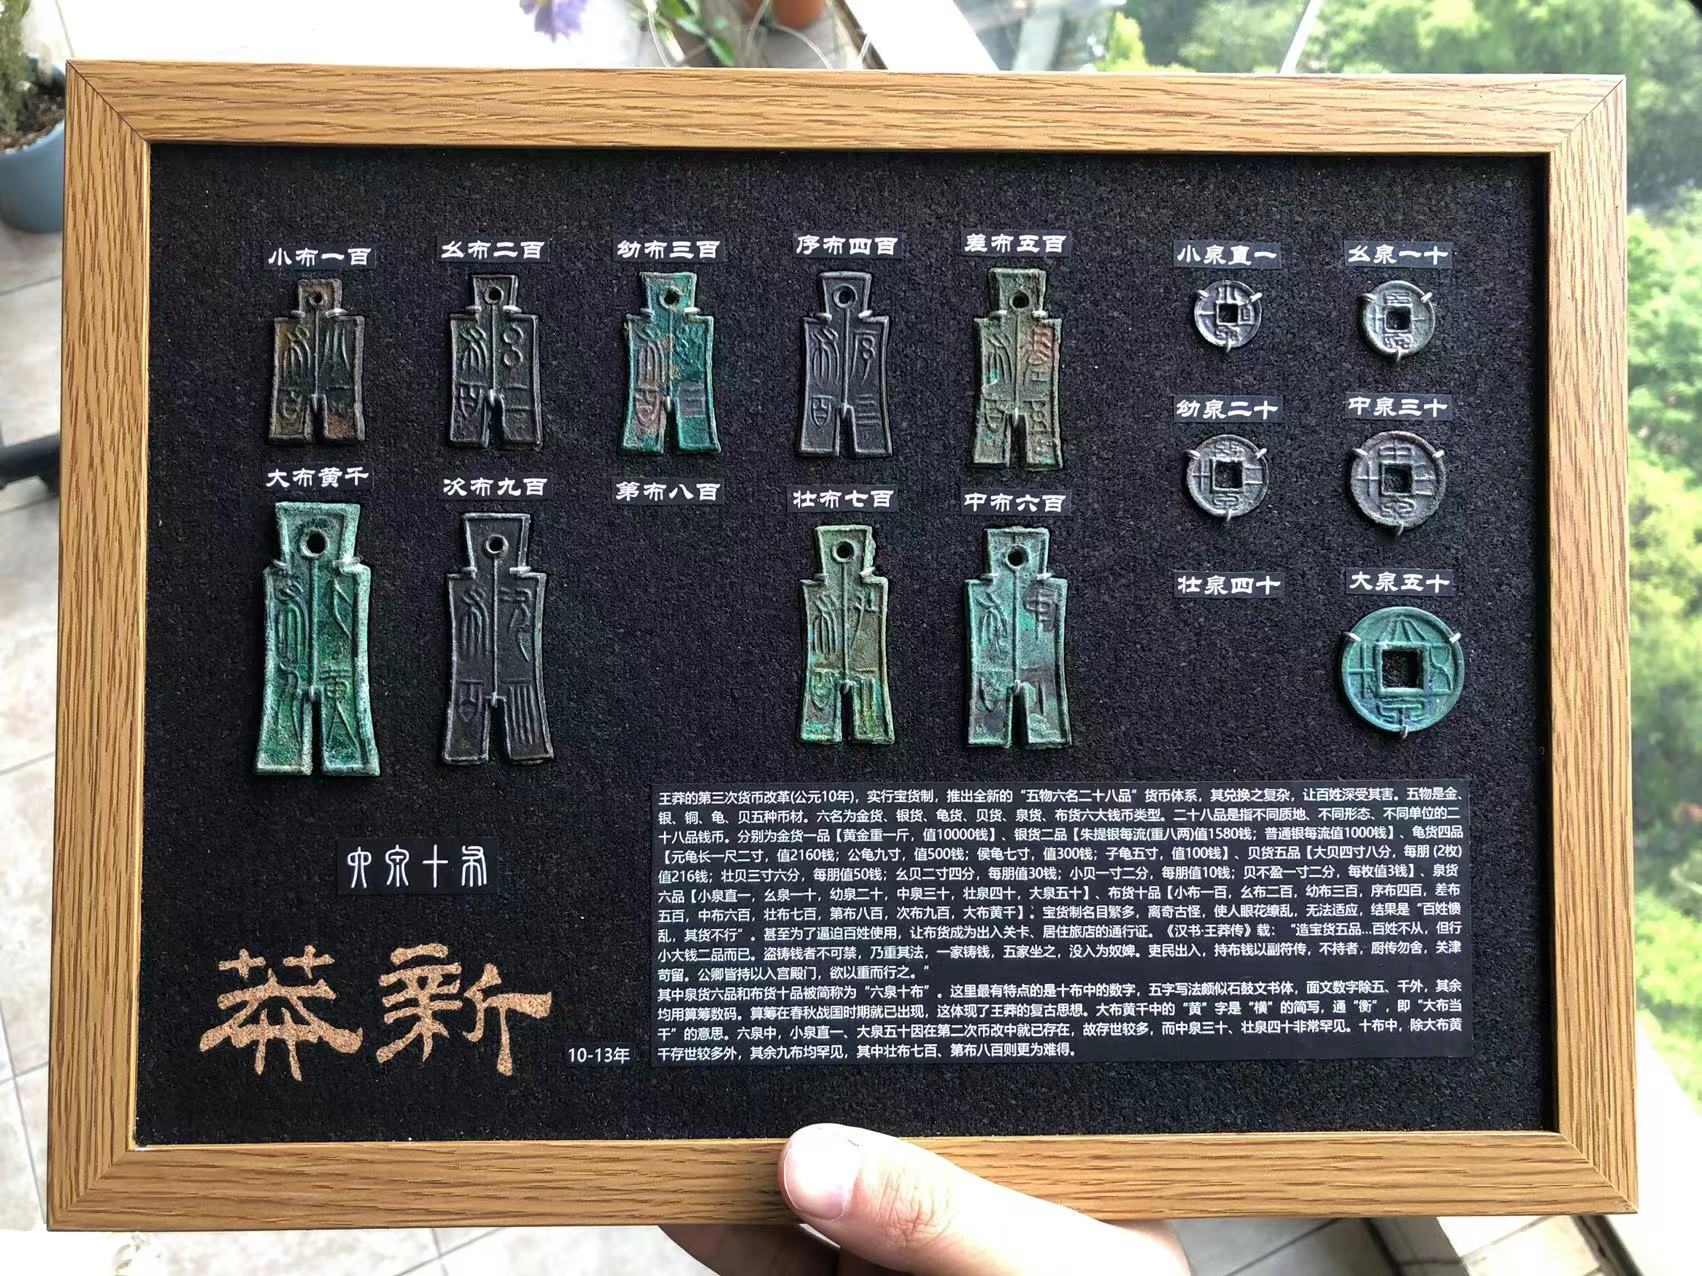 小布一百
幺布二百
幼布三百
序布四百
差布五百
小泉直一
幺泉一十
幼泉二十
中泉三十
大布黄千
次布九百
第布八百
壮布七百
中布六百
壮泉四十
大泉五十
王莽的第三次货币改革(公元10年)，实行宝货制，推出全新的“五物六名二十八品”货币体系，其兑换之复杂，让百姓深受其害。五物是金、
银、铜、龟、贝五种币材。六名为金货、银货、龟货、贝货、泉货、布货六大钱币类型。二十八品是指不同质地、不同形态、不同单位的二
十八品钱币。分别为金货一品【黄金重一斤，值10000钱】、银货二品【朱提银每流(重八两)值1580钱；普通银每流值1000钱】、龟货四品
【元龟长一尺二寸，值2160钱；公龟九寸，值500钱；侯龟七寸，值300钱；子龟五寸，值100钱】、贝货五品【大贝四寸八分，每朋 (2枚)
值216钱；壮贝三寸六分，每朋值50钱；幺贝二寸四分，每朋值30钱；小贝一寸二分，每朋值10钱；贝不盈一寸二分，每枚值3钱】、泉货
六品【小泉直一，幺泉一十，幼泉二十，中泉三十，壮泉四十，大泉五十】、布货十品【小布一百，幺布二百，幼布三百，序布四百，差布
五百，中布六百，壮布七百，第布八百，次布九百，大布黄千】；宝货制名目繁多，离奇古怪，使人眼花缭乱，无法适应，结果是“百姓愦
乱，其货不行”。甚至为了逼迫百姓使用，让布货成为出入关卡、居住旅店的通行证。《汉书·王莽传》载：“造宝货五品...百姓不从，但行
小大钱二品而已。盗铸钱者不可禁，乃重其法，一家铸钱，五家坐之，没入为奴婢。吏民出入，持布钱以副符传，不持者，厨传勿舍，关津
苛留。公卿皆持以入宫殿门，欲以重而行之。”
其中泉货六品和布货十品被简称为“六泉十布”。这里最有特点的是十布中的数字，五字写法颇似石鼓文书体，面文数字除五、千外，其余
均用算筹数码。算筹在春秋战国时期就已出现，这体现了王莽的复古思想。大布黄千中的“黄”字是“横”的简写，通“衡”，即“大布当
千”的意思。六泉中，小泉直一、大泉五十因在第二次币改中就已存在，故存世较多，而中泉三十、壮泉四十非常罕见。十布中，除大布黄
千存世较多外，其余九布均罕见，其中壮布七百、第布八百则更为难得。
六泉十布
莽新
10-13年